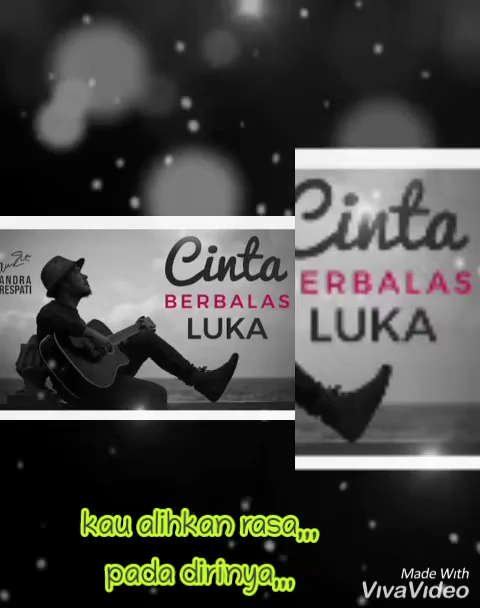 ANDRA
RESPATI
Cinta
BERBALAS
LUKA
Cinta
ERBALAS
LUKA
kau alihkan rasa,,,
pada dirinya,,,
Made With
VivaVideo